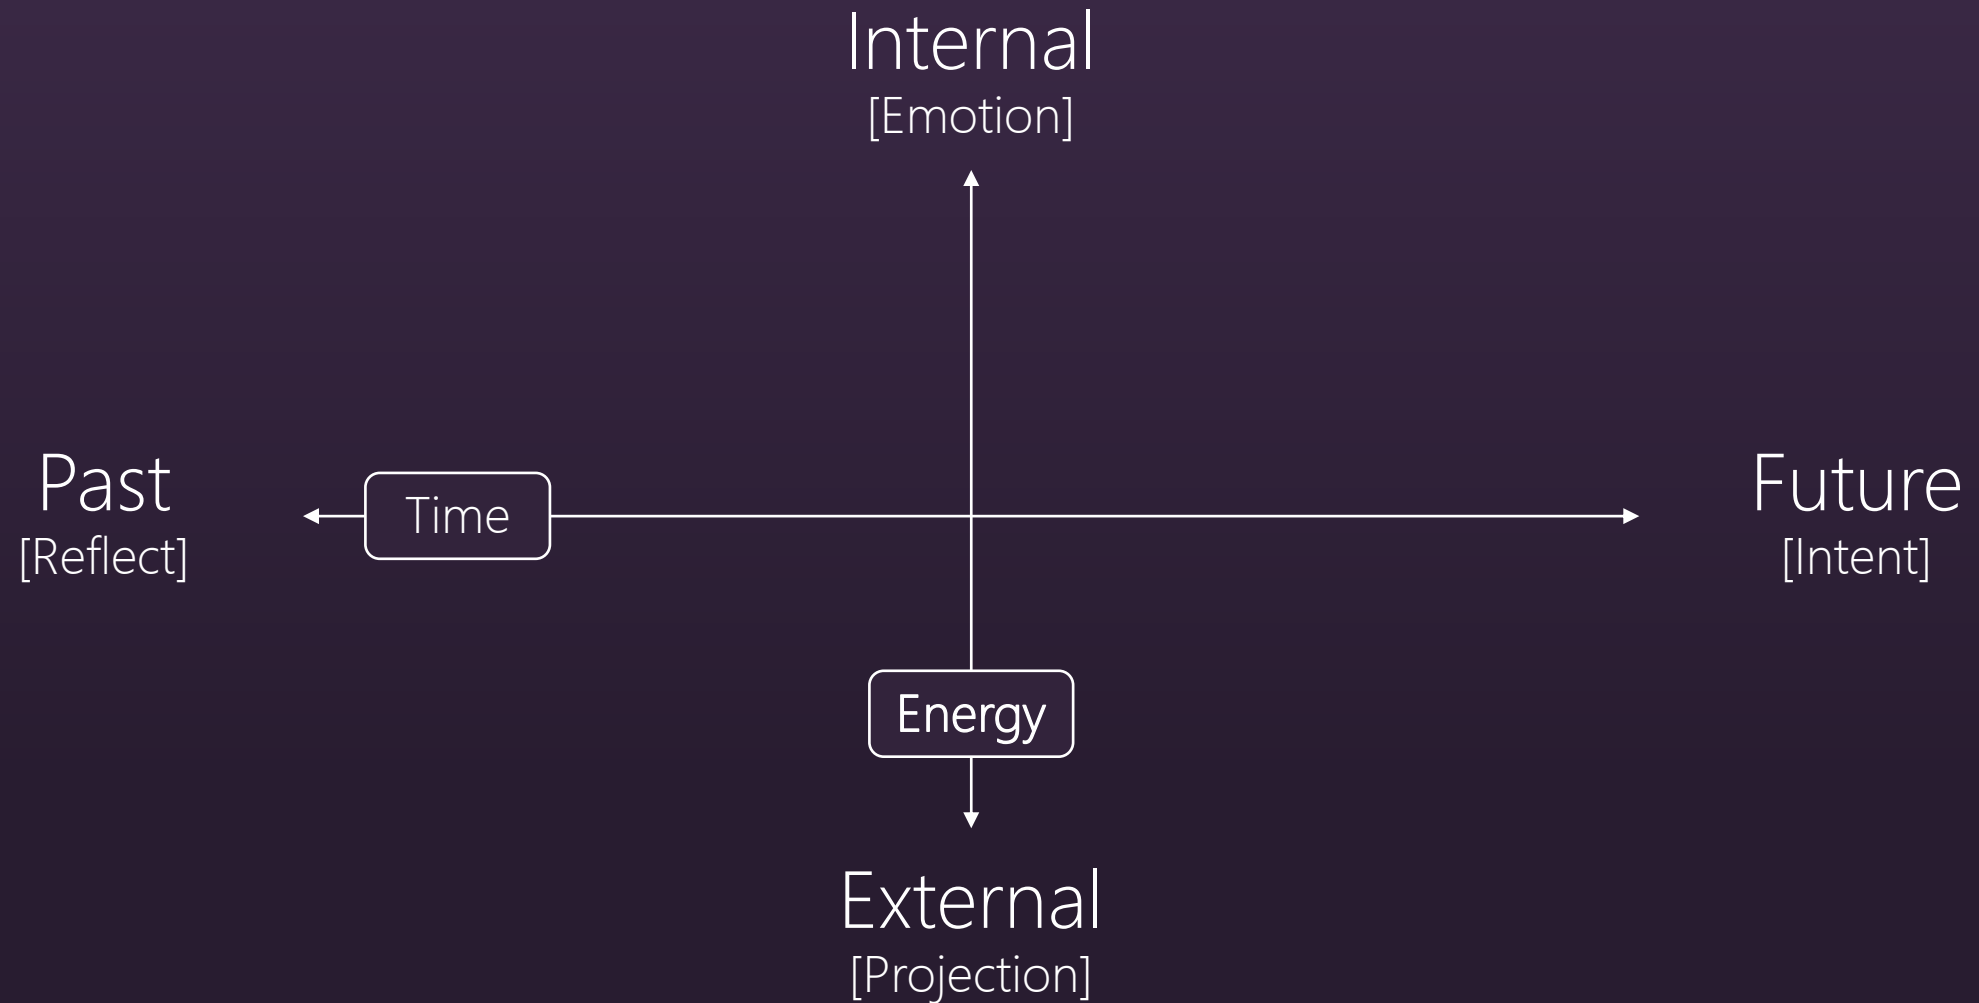 Internal
[Emotion]
Past
[Reflect]
Time
Future
[Intent]
Energy
External
[Projection]